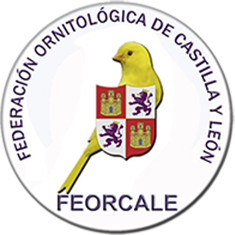 FEDERACIÓN ORNITOLÓGICA DE CASTILLA Y LEÓN
FEORCALE